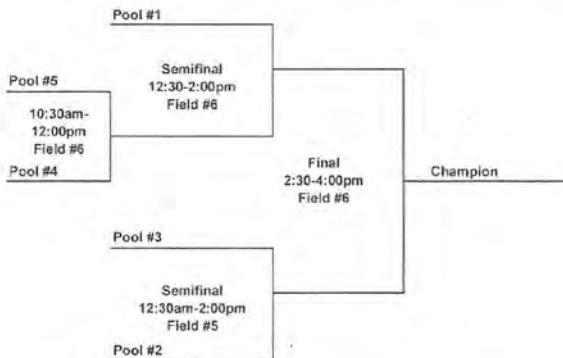 Pool #1
Semifinal
12:30-2:00pm
Field #6
Pool #5
10:30am-
12:00pm
Field #6
Pool #4
Final
2:30-4:00pm
Field #6
Champion
Pool #3
Semifinal
12:30am-2:00pm
Field #5
Pool #2